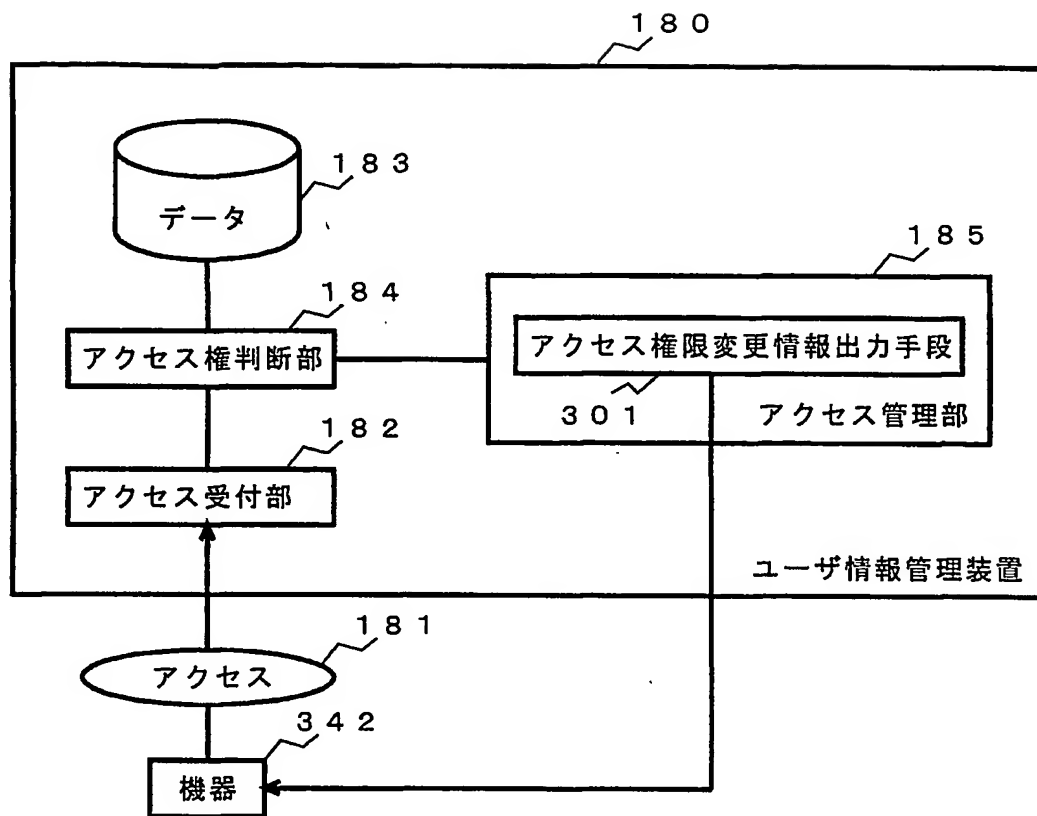 １８０
１８３
データ
１８５
１８４
アクセス権判断部
アクセス権限変更情報出力手段
３０１
アクセス管理部
１８２
アクセス受付部
ユーザ情報管理装置
１８１
アクセス
３４２
機器